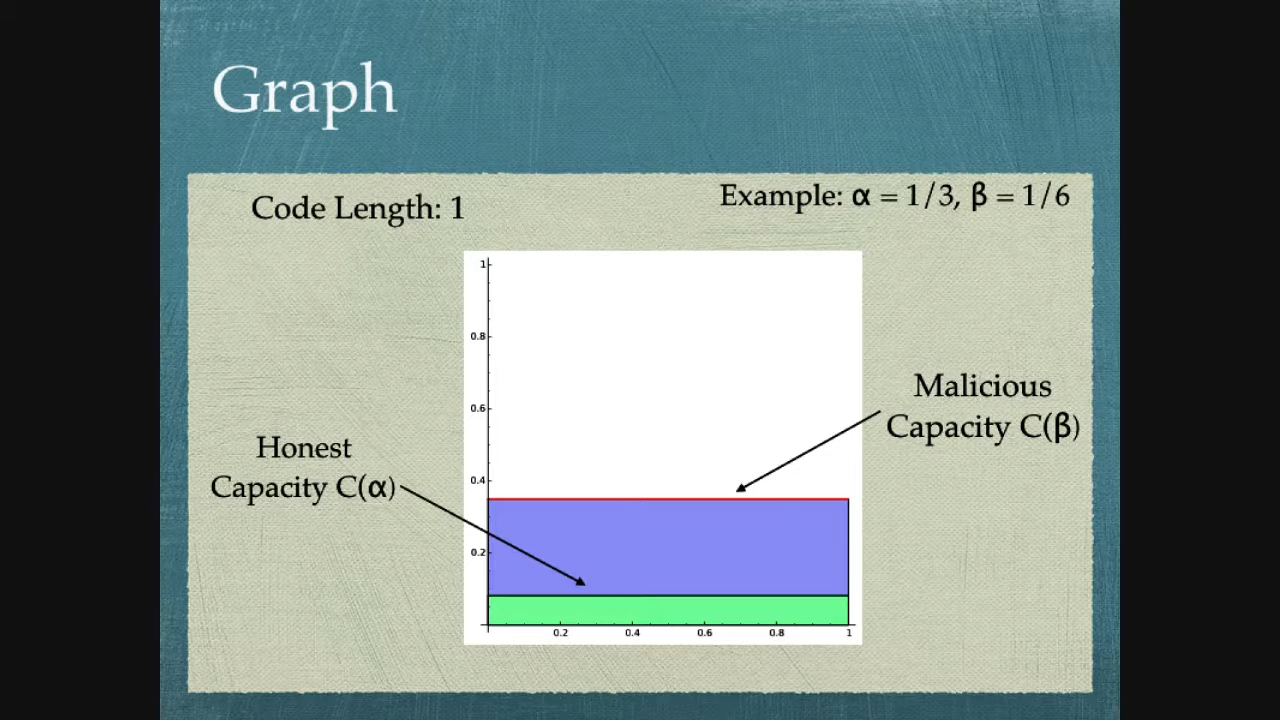 Graph
Code Length: 1
Example: α = 1/3, β = 1/6
1
0.8
0.6
0.4
0.2
0.2
0.4
0.6
0.8
1
Malicious
Capacity C(β)
Honest
Capacity C(α)